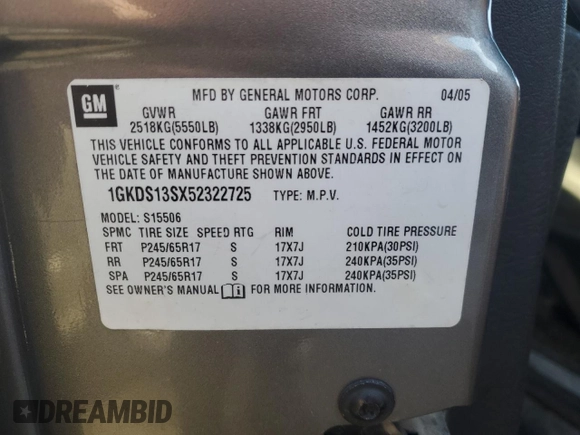 GM
MFD BY GENERAL MOTORS CORP. 04/05
GVWR GAWR FRT GAWR RR
2518KG(5550LB) 1338KG(2950LB) 1452KG(3200LB)
THIS VEHICLE CONFORMS TO ALL APPLICABLE U.S. FEDERAL MOTOR
VEHICLE SAFETY AND THEFT PREVENTION STANDARDS IN EFFECT ON
THE DATE OF MANUFACTURE SHOWN ABOVE.
1GKDS13SX52322725 TYPE: M.P.V.
MODEL: S15506
SPMC TIRE SIZE SPEED RTG RIM COLD TIRE PRESSURE
FRT P245/65R17 S 17X7J 210KPA(30PSI)
RR P245/65R17 S 17X7J 240KPA(35PSI)
SPA P245/65R17 S 17X7J 240KPA(35PSI)
SEE OWNER'S MANUAL FOR MORE INFORMATION.
DREAMBID